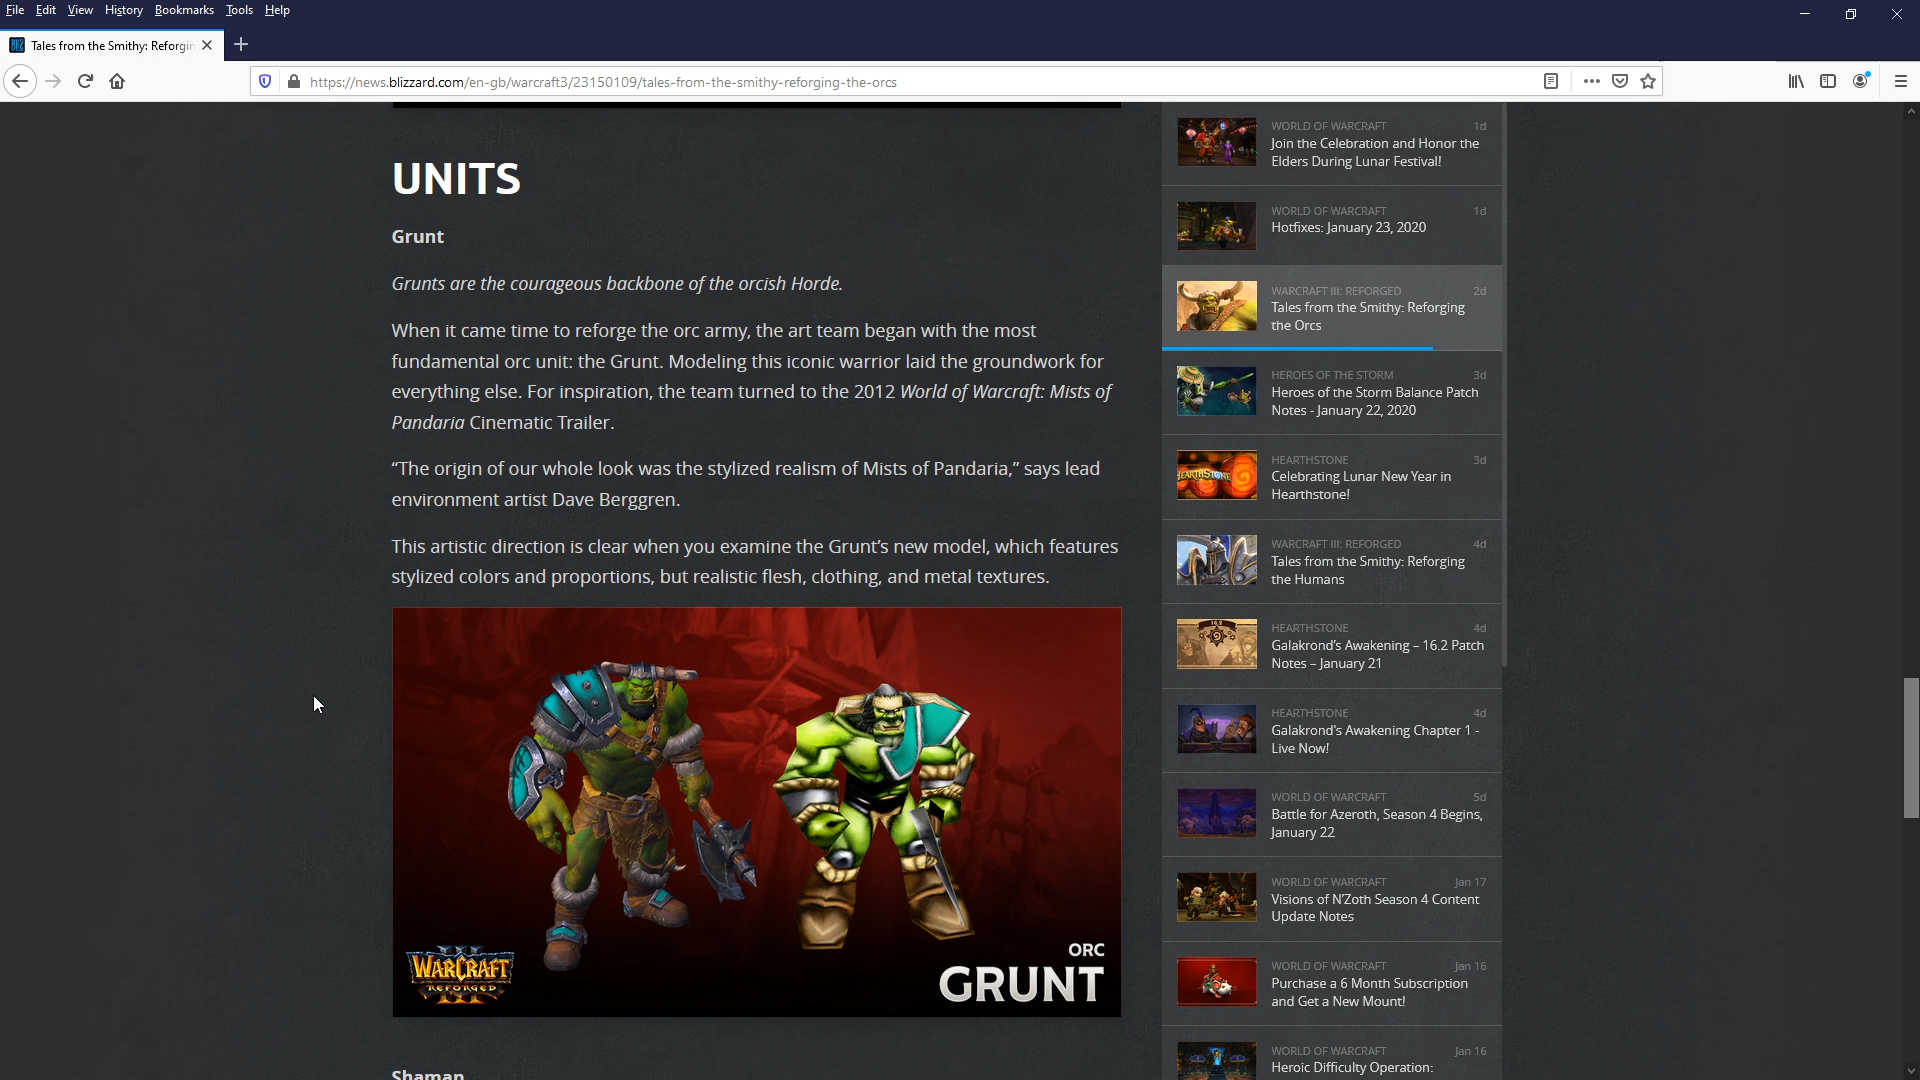 File Edit View History Bookmarks Tools Help
Tales from the Smithy: Reforgin
https://news.blizzard.com/en-gb/warcraft3/23150109/tales-from-the-smithy-reforging-the-orcs
UNITS
Grunt
Grunts are the courageous backbone of the orcish Horde.
When it came time to reforge the orc army, the art team began with the most
fundamental orc unit: the Grunt. Modeling this iconic warrior laid the groundwork for
everything else. For inspiration, the team turned to the 2012 World of Warcraft: Mists of
Pandaria Cinematic Trailer.
“The origin of our whole look was the stylized realism of Mists of Pandaria,” says lead
environment artist Dave Berggren.
This artistic direction is clear when you examine the Grunt’s new model, which features
stylized colors and proportions, but realistic flesh, clothing, and metal textures.
WARCRAFT
III
REFORGED
ORC
GRUNT
Shaman
WORLD OF WARCRAFT 1d
Join the Celebration and Honor the
Elders During Lunar Festival!
WORLD OF WARCRAFT 1d
Hotfixes: January 23, 2020
WARCRAFT III: REFORGED 2d
Tales from the Smithy: Reforging
the Orcs
HEROES OF THE STORM 3d
Heroes of the Storm Balance Patch
Notes - January 22, 2020
HEARTHSTONE 3d
HEARTHSTONE
Celebrating Lunar New Year in
Hearthstone!
WARCRAFT III: REFORGED 4d
Tales from the Smithy: Reforging
the Humans
HEARTHSTONE 4d
16.2
Galakrond’s Awakening – 16.2 Patch
Notes – January 21
HEARTHSTONE 4d
Galakrond’s Awakening Chapter 1 -
Live Now!
WORLD OF WARCRAFT 5d
Battle for Azeroth, Season 4 Begins,
January 22
WORLD OF WARCRAFT Jan 17
Visions of N’Zoth Season 4 Content
Update Notes
WORLD OF WARCRAFT Jan 16
Purchase a 6 Month Subscription
and Get a New Mount!
WORLD OF WARCRAFT Jan 16
Heroic Difficulty Operation: